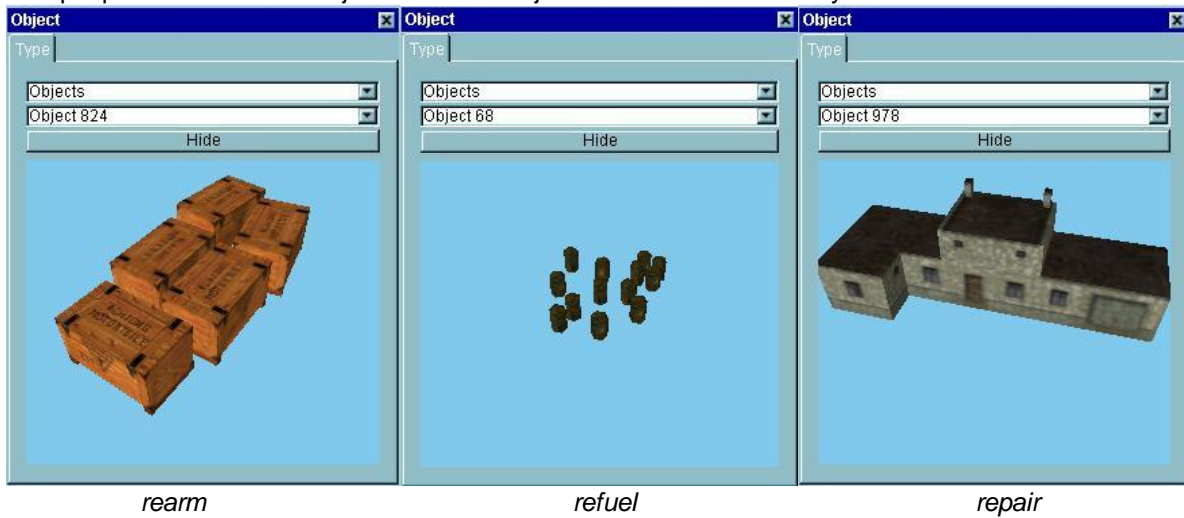 Object
Type
Objects
Object 824
Hide
rearm
Object
Type
Objects
Object 68
Hide
refuel
Object
Type
Objects
Object 978
Hide
repair